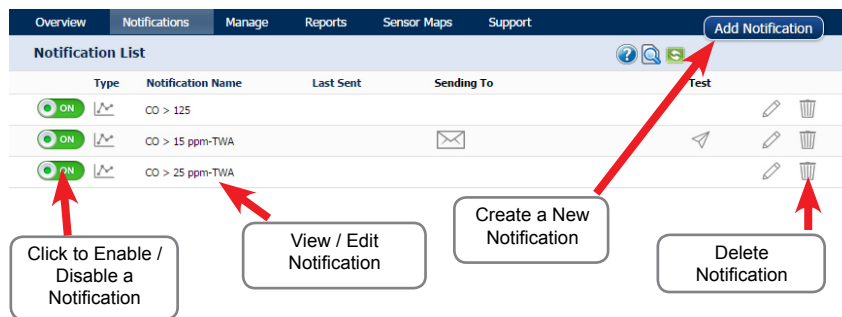 Overview Notifications Manage Reports Sensor Maps Support Add Notification
Notification List
Type Notification Name Last Sent Sending To Test
ON CO > 125
ON CO > 15 ppm-TWA
ON CO > 25 ppm-TWA
Click to Enable /
Disable a
Notification
View / Edit
Notification
Create a New
Notification
Delete
Notification